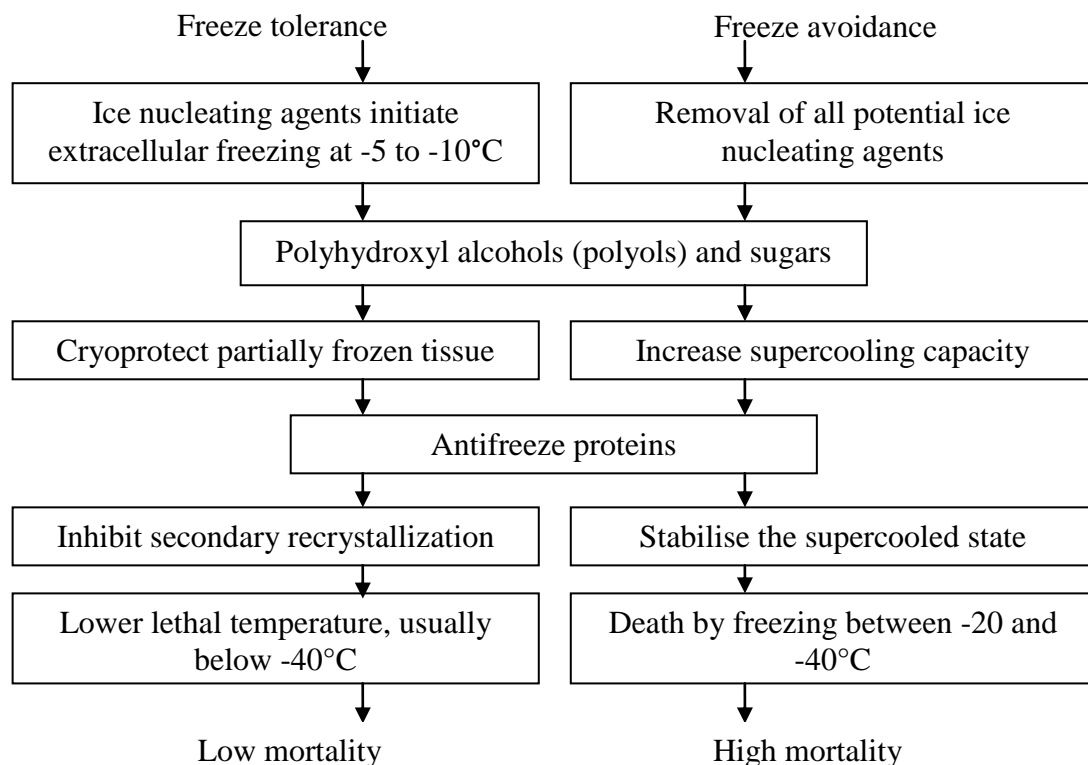 Freeze tolerance
Freeze avoidance
Ice nucleating agents initiate
extracellular freezing at -5 to -10°C
Removal of all potential ice
nucleating agents
Polyhydroxyl alcohols (polyols) and sugars
Cryoprotect partially frozen tissue
Increase supercooling capacity
Antifreeze proteins
Inhibit secondary recrystallization
Stabilise the supercooled state
Lower lethal temperature, usually
below -40°C
Death by freezing between -20 and
-40°C
Low mortality
High mortality